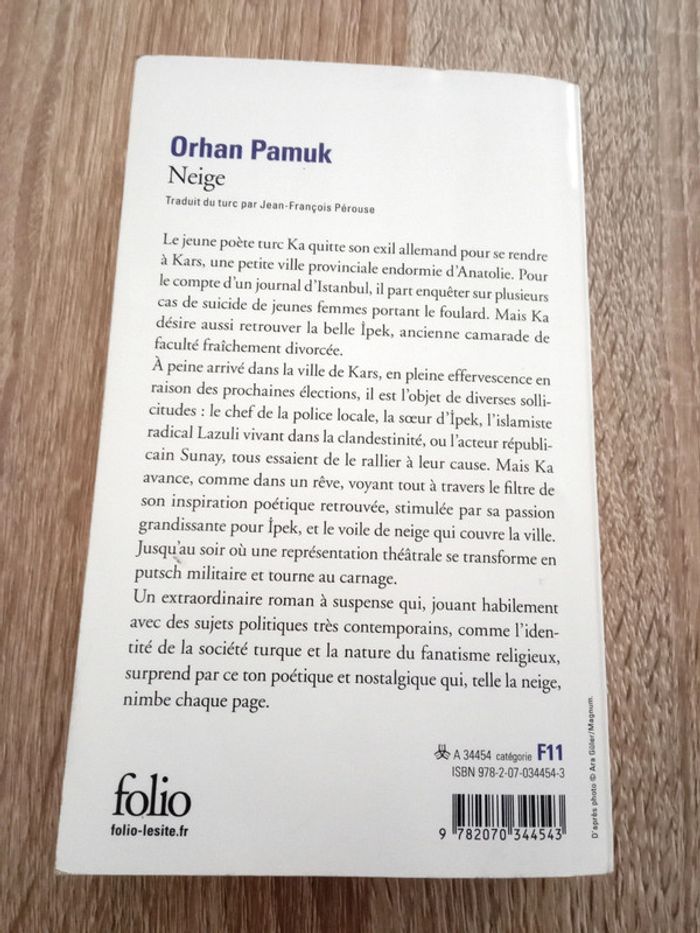 Orhan Pamuk
Neige
Traduit du turc par Jean-François Pérouse
Le jeune poète turc Ka quitte son exil allemand pour se rendre
à Kars, une petite ville provinciale endormie d'Anatolie. Pour
le compte d'un journal d'Istanbul, il part enquêter sur plusieurs
cas de suicide de jeunes femmes portant le foulard. Mais Ka
désire aussi retrouver la belle İpek, ancienne camarade de
faculté fraîchement divorcée.
À peine arrivé dans la ville de Kars, en pleine effervescence en
raison des prochaines élections, il est l'objet de diverses solli-
citudes : le chef de la police locale, la sœur d'İpek, l'islamiste
radical Lazuli vivant dans la clandestinité, ou l'acteur républi-
cain Sunay, tous essaient de le rallier à leur cause. Mais Ka
avance, comme dans un rêve, voyant tout à travers le filtre de
son inspiration poétique retrouvée, stimulée par sa passion
grandissante pour İpek, et le voile de neige qui couvre la ville.
Jusqu'au soir où une représentation théâtrale se transforme en
putsch militaire et tourne au carnage.
Un extraordinaire roman à suspense qui, jouant habilement
avec des sujets politiques très contemporains, comme l'iden-
tité de la société turque et la nature du fanatisme religieux,
surprend par ce ton poétique et nostalgique qui, telle la neige,
nimbe chaque page.
A 34454 catégorie F11
ISBN 978-2-07-034454-3
folio
folio-lesite.fr
9 782070 344543
D'après photo © Ara Güler/Magnum.